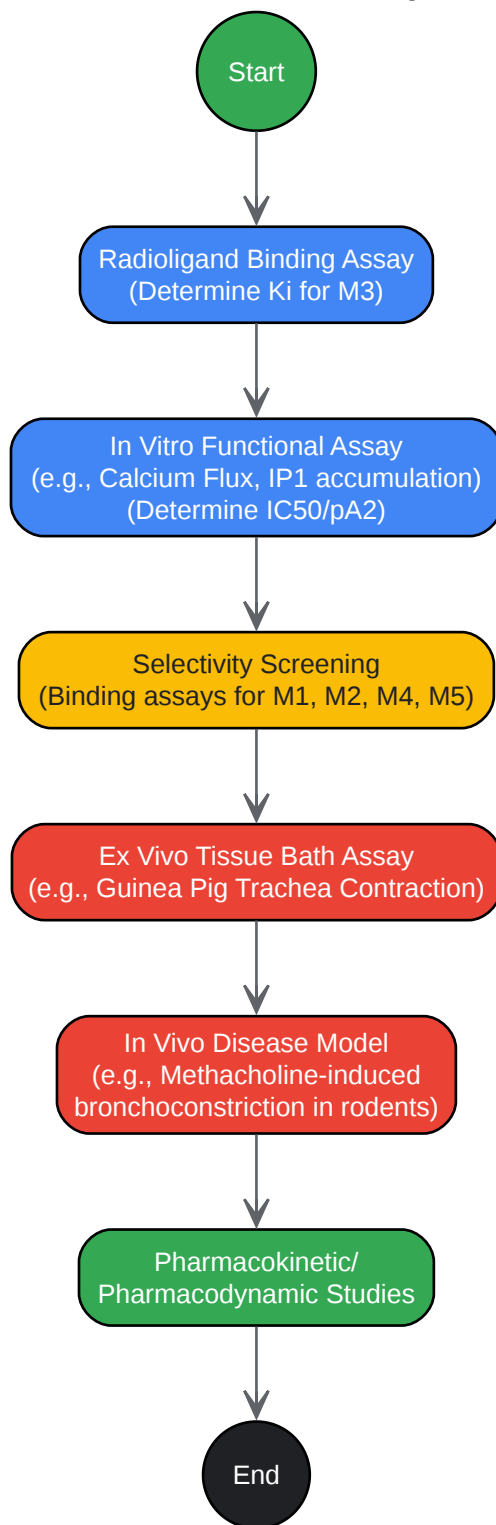 Start
Radioligand Binding Assay
(Determine Ki for M3)
In Vitro Functional Assay
(e.g., Calcium Flux, IP1 accumulation)
(Determine IC50/pA2)
Selectivity Screening
(Binding assays for M1, M2, M4, M5)
Ex Vivo Tissue Bath Assay
(e.g., Guinea Pig Trachea Contraction)
In Vivo Disease Model
(e.g., Methacholine-induced
bronchoconstriction in rodents)
Pharmacokinetic/
Pharmacodynamic Studies
End